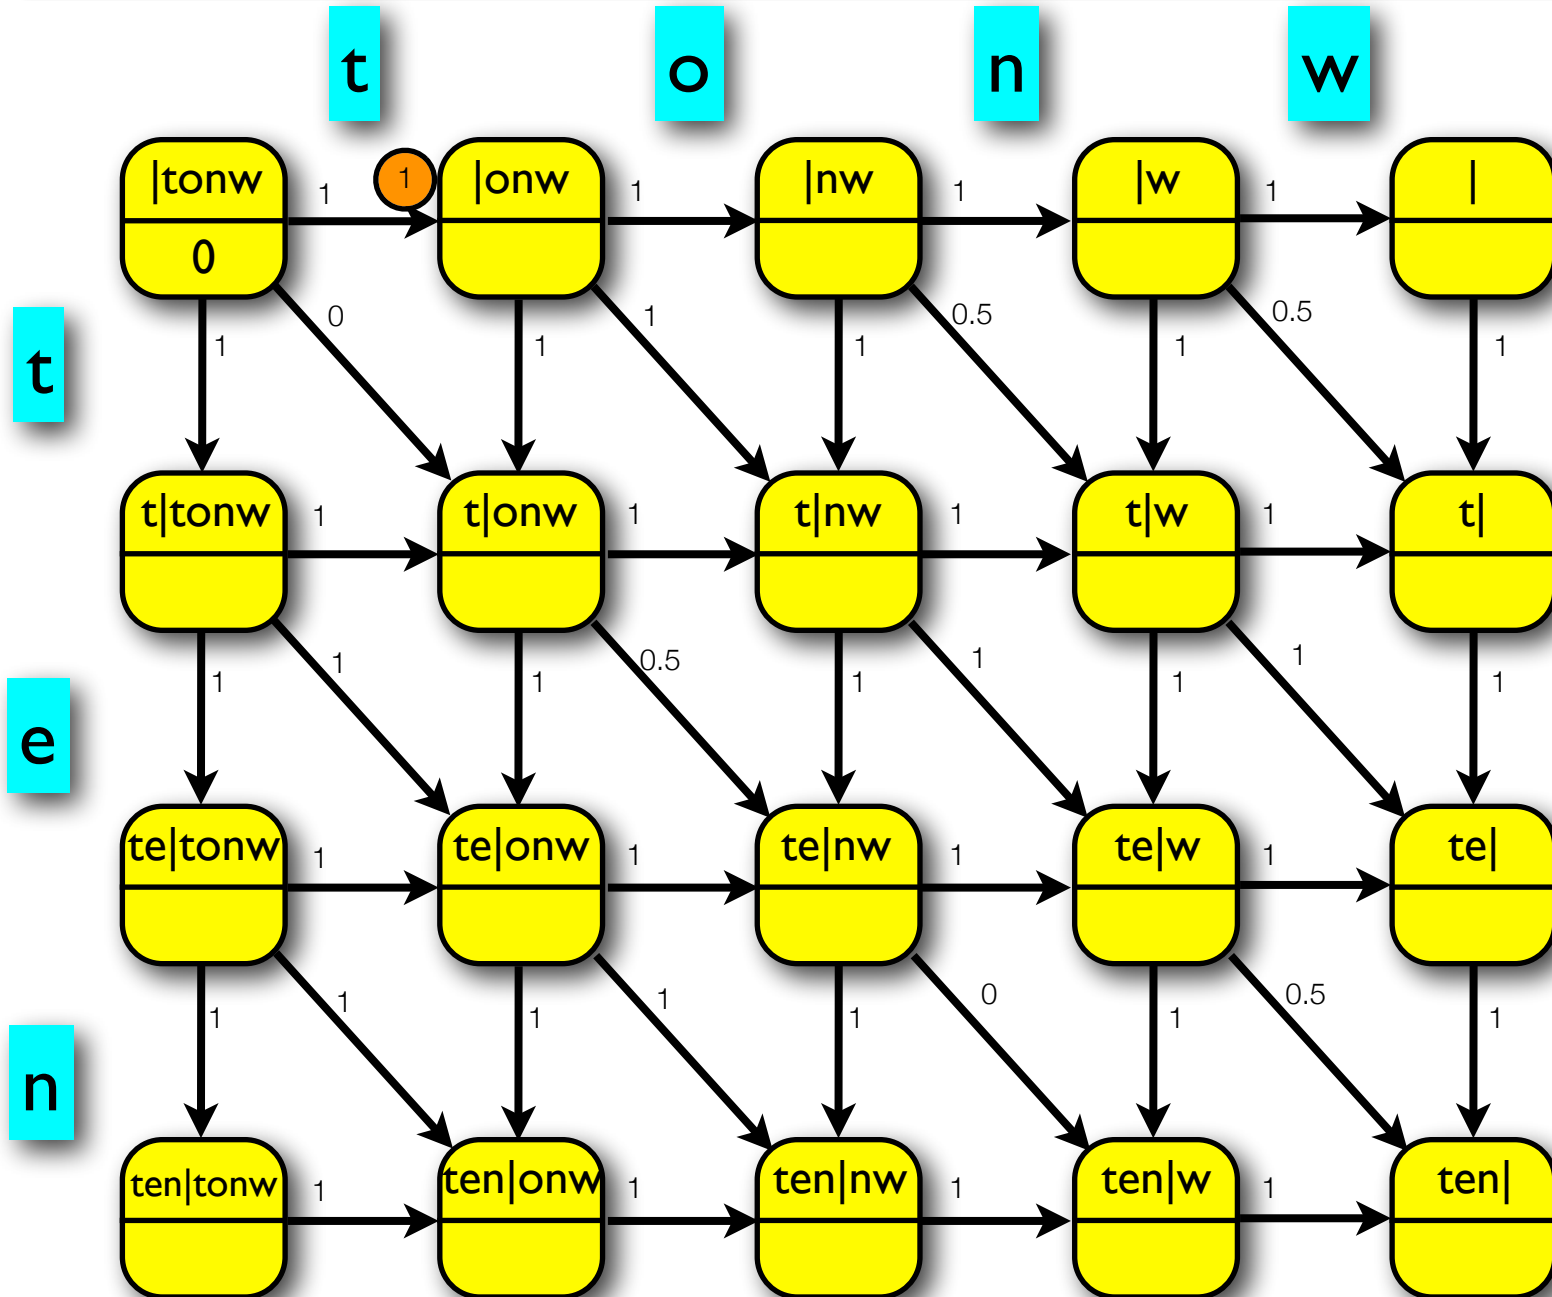 t o n w
|tonw 1 1 |onw 1 |nw 1 |w 1 |
0
0 1 0.5 0.5
t 1 1 1 1 1
t|tonw 1 t|onw 1 t|nw 1 t|w 1 t|
1 0.5 1 1
e 1 1 1 1 1
te|tonw 1 te|onw 1 te|nw 1 te|w 1 te|
1 1 0 0.5
n 1 1 1 1 1
ten|tonw 1 ten|onw 1 ten|nw 1 ten|w 1 ten|